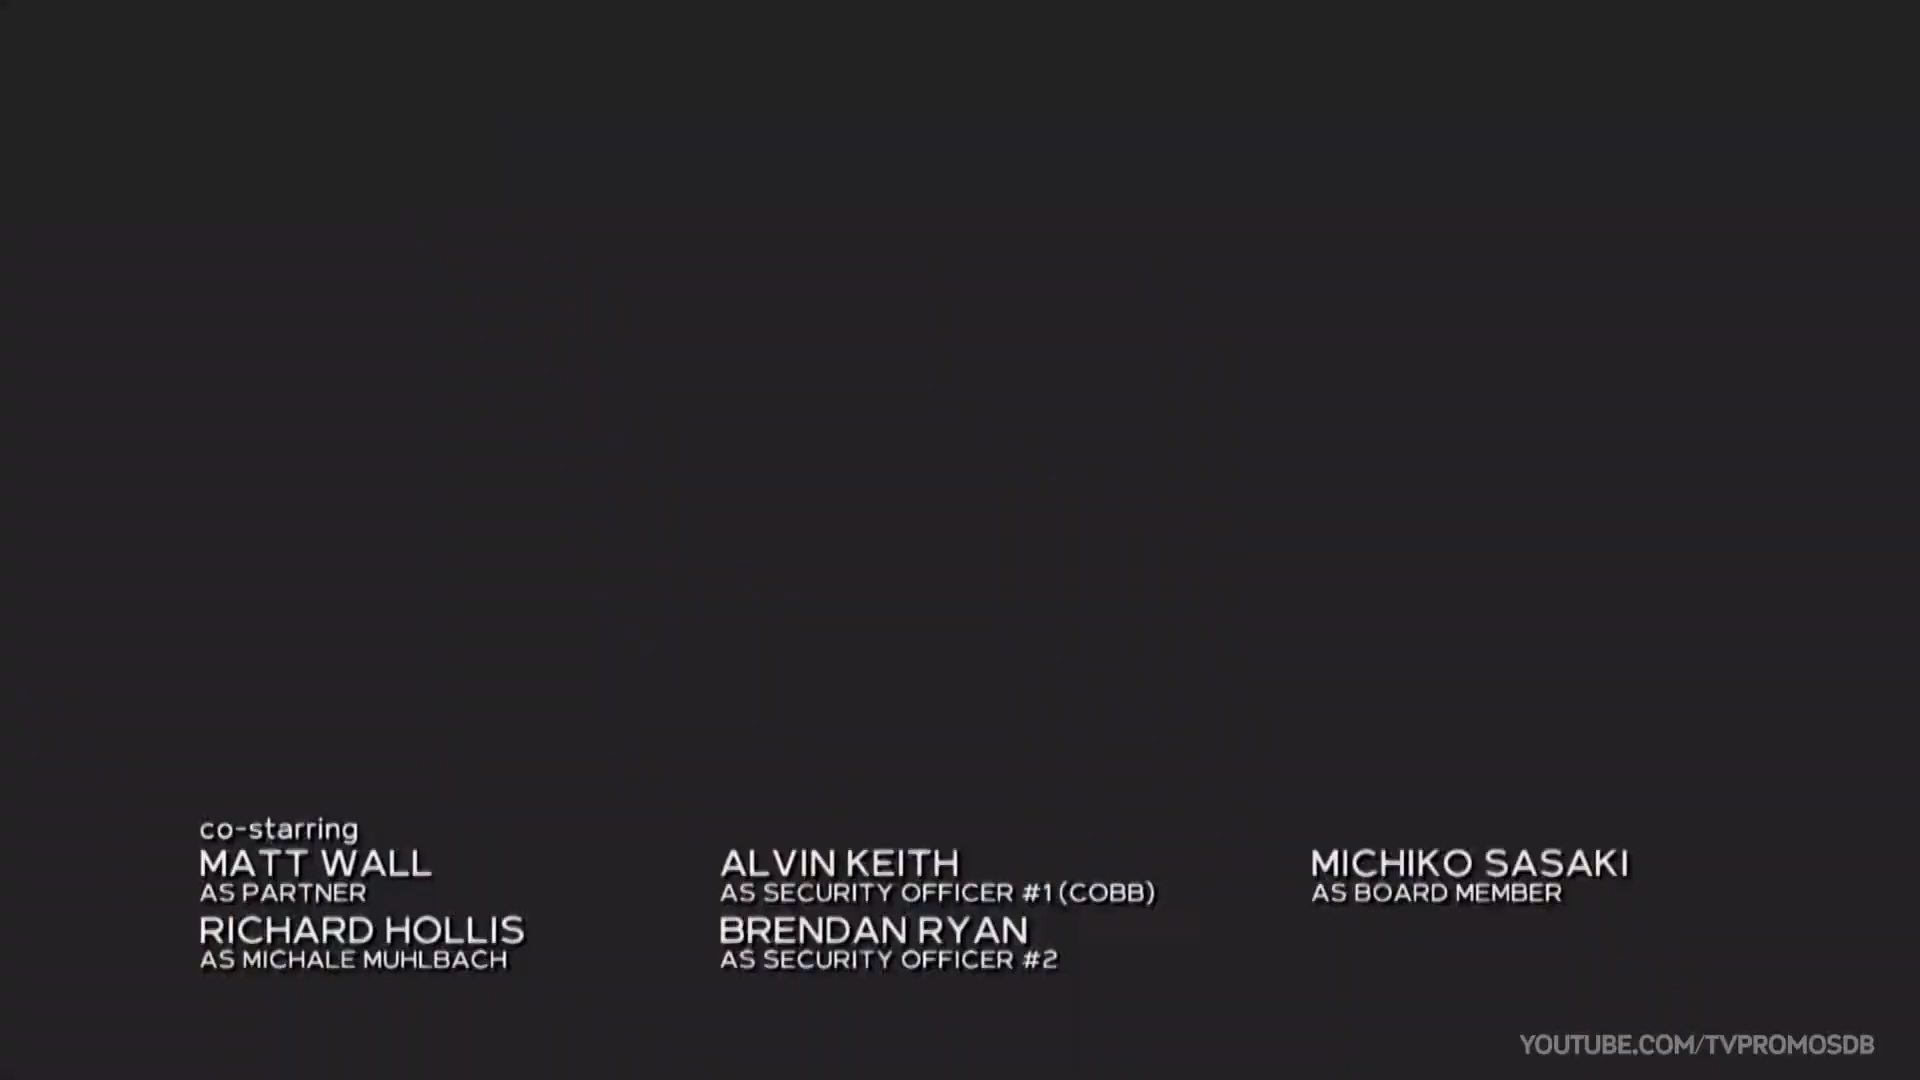 co-starring
MATT WALL
AS PARTNER
RICHARD HOLLIS
AS MICHALE MUHLBACH
ALVIN KEITH
AS SECURITY OFFICER #1 (COBB)
BRENDAN RYAN
AS SECURITY OFFICER #2
MICHIKO SASAKI
AS BOARD MEMBER
YOUTUBE.COM/TVPROMOSDB